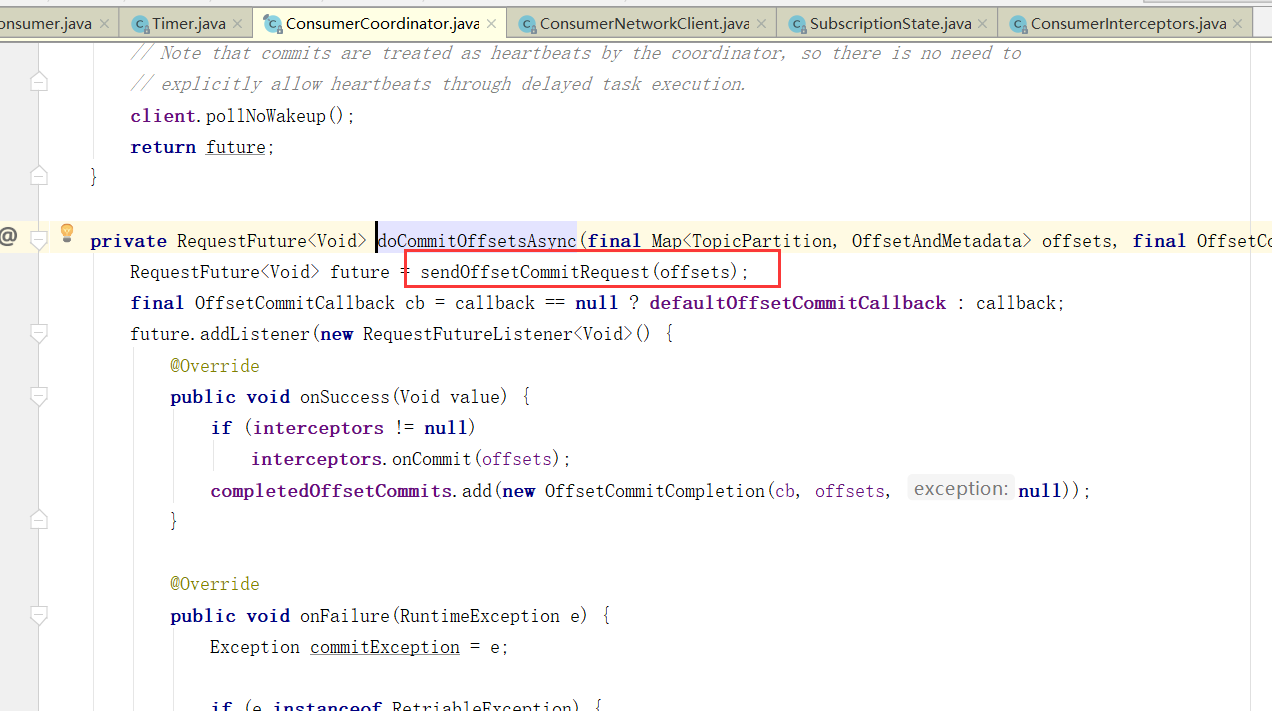 onsumer.java Timer.java ConsumerCoordinator.java ConsumerNetworkClient.java SubscriptionState.java ConsumerInterceptors.java
// Note that commits are treated as heartbeats by the coordinator, so there is no need to
// explicitly allow heartbeats through delayed task execution.
client.pollNoWakeup();
return future;
}
private RequestFuture<Void> doCommitOffsetsAsync(final Map<TopicPartition, OffsetAndMetadata> offsets, final OffsetCo
RequestFuture<Void> future = sendOffsetCommitRequest(offsets);
final OffsetCommitCallback cb = callback == null ? defaultOffsetCommitCallback : callback;
future.addListener(new RequestFutureListener<Void>() {
@Override
public void onSuccess(Void value) {
if (interceptors != null)
interceptors.onCommit(offsets);
completedOffsetCommits.add(new OffsetCommitCompletion(cb, offsets, exception: null));
}
@Override
public void onFailure(RuntimeException e) {
Exception commitException = e;
if (e instanceof RetriableException) {